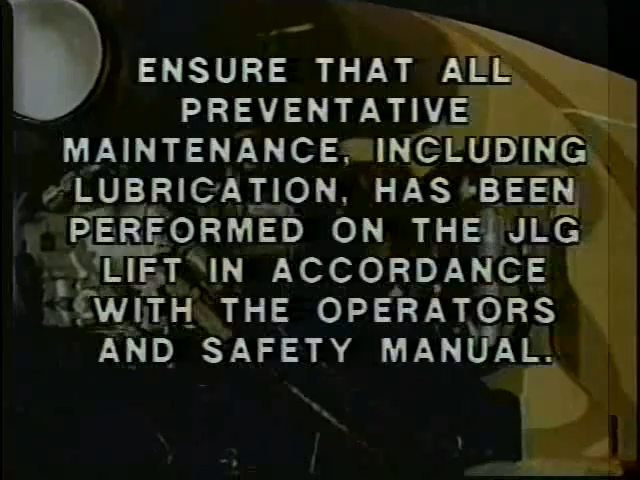 ENSURE THAT ALL
PREVENTATIVE
MAINTENANCE, INCLUDING
LUBRICATION, HAS BEEN
PERFORMED ON THE JLG
LIFT IN ACCORDANCE
WITH THE OPERATORS
AND SAFETY MANUAL.